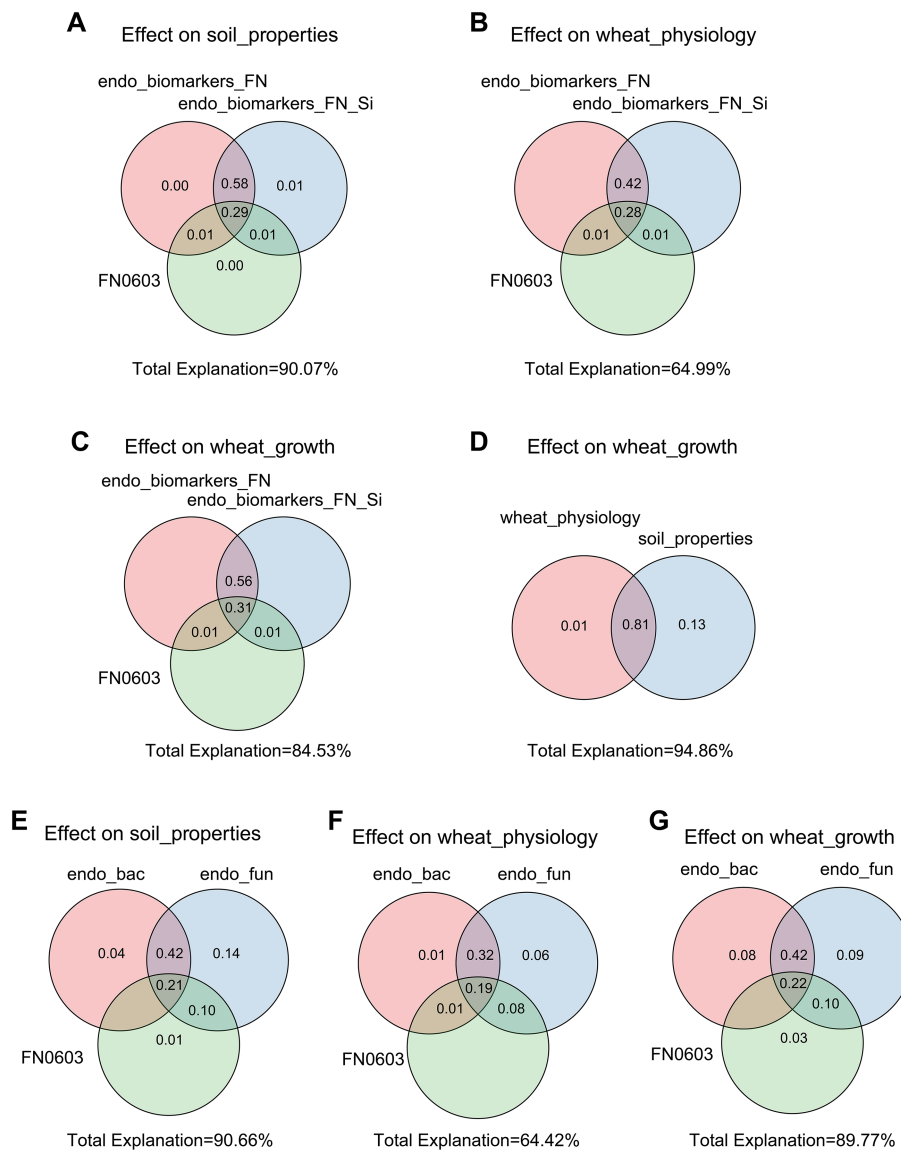 A
Effect on soil_properties
endo_biomarkers_FN
endo_biomarkers_FN_Si
0.00
0.58
0.01
0.29
0.01
0.01
0.00
FN0603
Total Explanation=90.07%
B
Effect on wheat_physiology
endo_biomarkers_FN
endo_biomarkers_FN_Si
0.42
0.28
0.01
0.01
FN0603
Total Explanation=64.99%
C
Effect on wheat_growth
endo_biomarkers_FN
endo_biomarkers_FN_Si
0.56
0.31
0.01
0.01
FN0603
Total Explanation=84.53%
D
Effect on wheat_growth
wheat_physiology
soil_properties
0.01
0.81
0.13
Total Explanation=94.86%
E
Effect on soil_properties
endo_bac
endo_fun
0.04
0.42
0.14
0.21
0.10
0.01
FN0603
Total Explanation=90.66%
F
Effect on wheat_physiology
endo_bac
endo_fun
0.01
0.32
0.06
0.19
0.01
0.08
FN0603
Total Explanation=64.42%
G
Effect on wheat_growth
endo_bac
endo_fun
0.08
0.42
0.09
0.22
0.10
0.03
FN0603
Total Explanation=89.77%